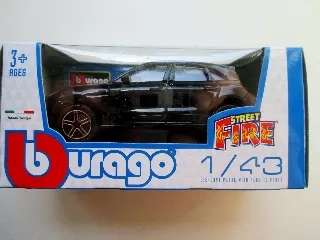 3+
AGES
burago
STREET
FIRE
burago
1/43